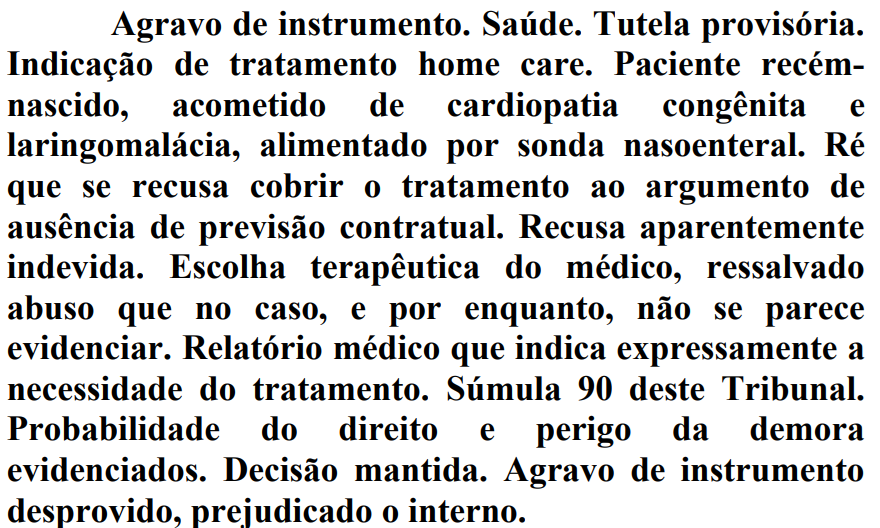 Agravo de instrumento. Saúde. Tutela provisória.
Indicação de tratamento home care. Paciente recém-
nascido, acometido de cardiopatia congênita e
laringomalácia, alimentado por sonda nasoenteral. Ré
que se recusa cobrir o tratamento ao argumento de
ausência de previsão contratual. Recusa aparentemente
indevida. Escolha terapêutica do médico, ressalvado
abuso que no caso, e por enquanto, não se parece
evidenciar. Relatório médico que indica expressamente a
necessidade do tratamento. Súmula 90 deste Tribunal.
Probabilidade do direito e perigo da demora
evidenciados. Decisão mantida. Agravo de instrumento
desprovido, prejudicado o interno.